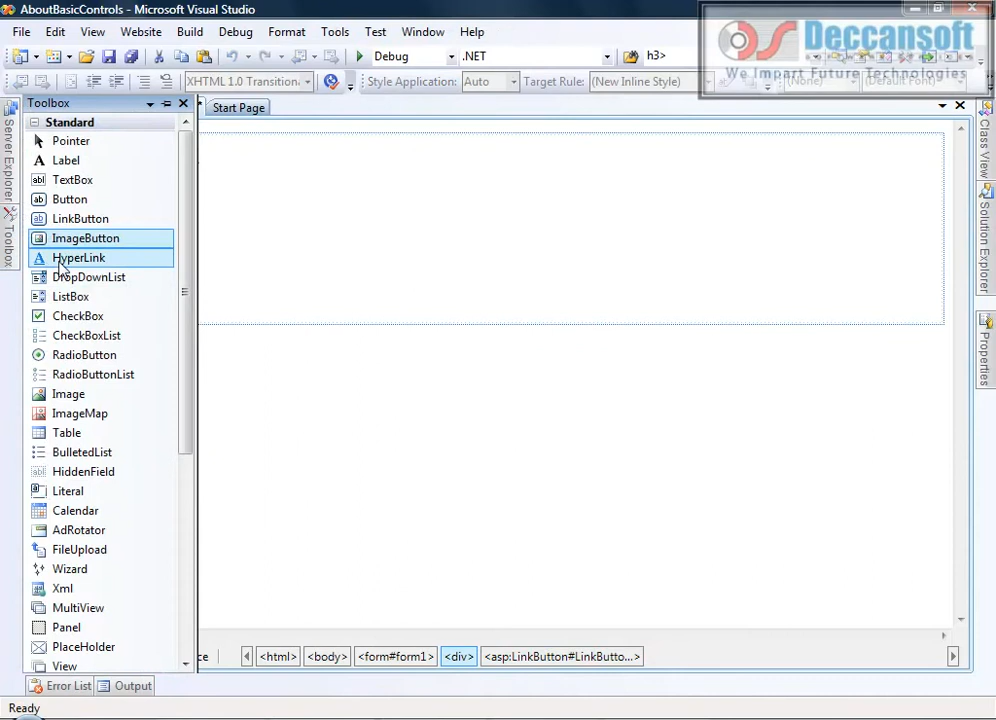 AboutBasicControls - Microsoft Visual Studio
File Edit View Website Build Debug Format Tools Test Window Help
Debug .NET h3>
XHTML 1.0 Transition. Style Application: Auto Target Rule: (New Inline Style) (None) (Default Font)
Deccansoft
We Impart Future Technologies
Toolbox
Start Page
Standard
Pointer
Label
TextBox
Button
LinkButton
ImageButton
HyperLink
DropDownList
ListBox
CheckBox
CheckBoxList
RadioButton
RadioButtonList
Image
ImageMap
Table
BulletedList
HiddenField
Literal
Calendar
AdRotator
FileUpload
Wizard
Xml
MultiView
Panel
PlaceHolder
View
Server Explorer
Toolbox
Class View
Solution Explorer
Properties
ce <html> <body> <form#form1> <div> <asp:LinkButton#LinkButto...>
Error List Output
Ready